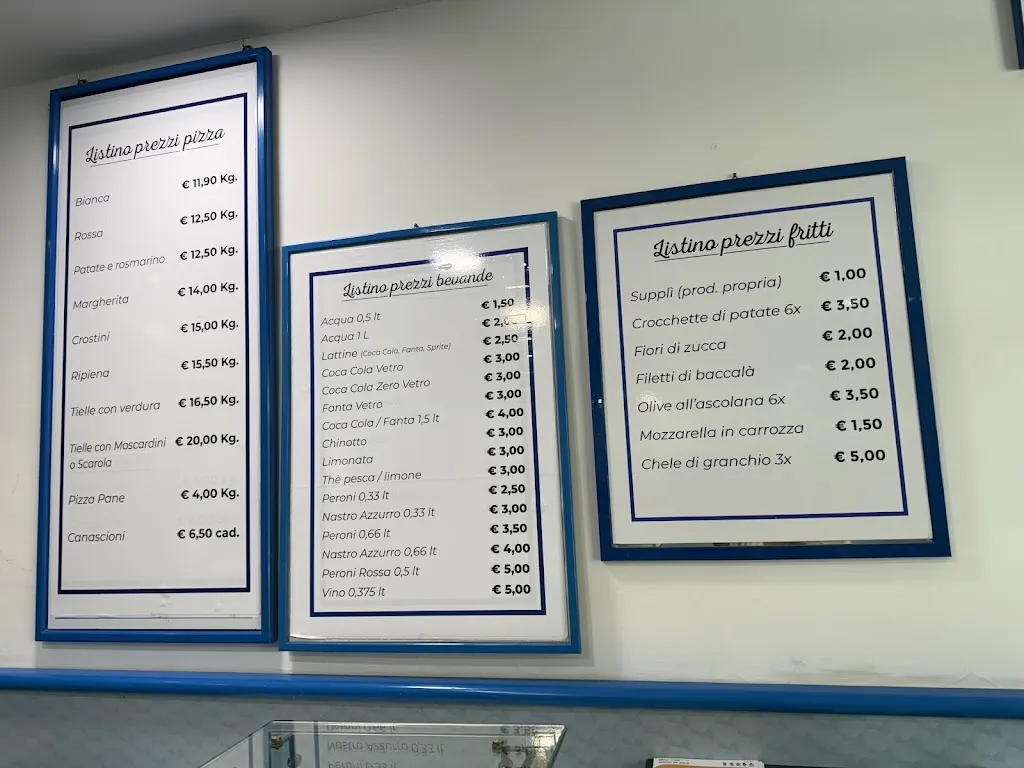 Listino prezzi pizza
Bianca € 11,90 Kg.
Rossa € 12,50 Kg.
Patate e rosmarino € 12,50 Kg.
Margherita € 14,00 Kg.
Crostini € 15,00 Kg.
Ripiena € 15,50 Kg.
Tielle con verdura € 16,50 Kg.
Tielle con Moscardini € 20,00 Kg.
o Scarola
Pizza Pane € 4,00 Kg.
Canascioni € 6,50 cad.
Listino prezzi bevande
Acqua 0,5 lt € 1,50
Acqua 1 L € 2,00
Lattine (Coca Cola, Fanta, Sprite) € 2,50
Coca Cola Vetro € 3,00
Coca Cola Zero Vetro € 3,00
Fanta Vetro € 3,00
Coca Cola / Fanta 1,5 lt € 4,00
Chinotto € 3,00
Limonata € 3,00
Thè pesca / limone € 3,00
Peroni 0,33 lt € 2,50
Nastro Azzurro 0,33 lt € 3,00
Peroni 0,66 lt € 3,50
Nastro Azzurro 0,66 lt € 4,00
Peroni Rossa 0,5 lt € 5,00
Vino 0,375 lt € 5,00
Listino prezzi fritti
Supplì (prod. propria) € 1,00
Crocchette di patate 6x € 3,50
Fiori di zucca € 2,00
Filetti di baccalà € 2,00
Olive all'ascolana 6x € 3,50
Mozzarella in carrozza € 1,50
Chele di granchio 3x € 5,00